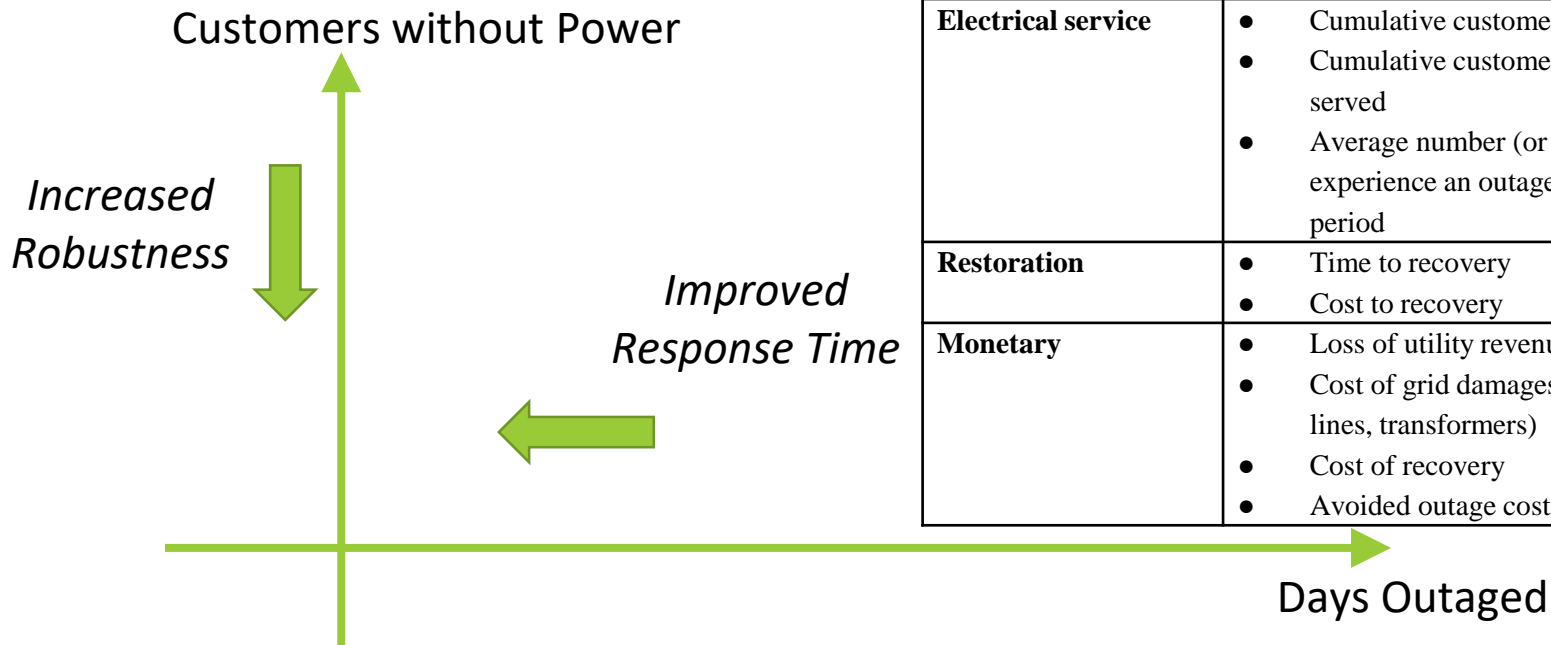 Customers without Power
Increased
Robustness
Improved
Response Time
Days Outaged
Electrical service
● Cumulative custome
● Cumulative custome
served
● Average number (or
experience an outage
period
Restoration
● Time to recovery
● Cost to recovery
Monetary
● Loss of utility revenu
● Cost of grid damages
lines, transformers)
● Cost of recovery
● Avoided outage cost